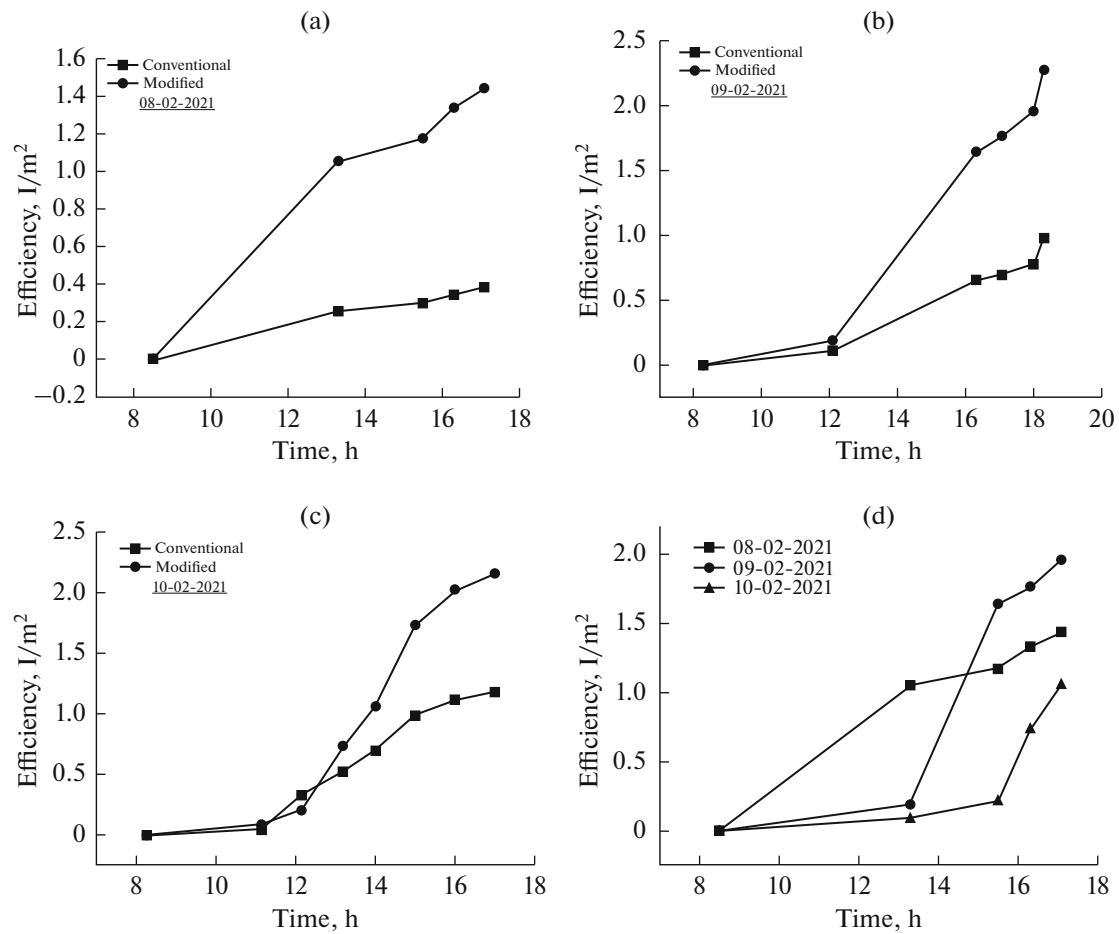 (a)
1.6
1.4
1.2
1.0
0.8
0.6
0.4
0.2
0
−0.2
Efficiency, I/m²
Conventional
Modified
08-02-2021
8 10 12 14 16 18
Time, h
(b)
2.5
2.0
1.5
1.0
0.5
0
Efficiency, I/m²
Conventional
Modified
09-02-2021
8 10 12 14 16 18 20
Time, h
(c)
2.5
2.0
1.5
1.0
0.5
0
Efficiency, I/m²
Conventional
Modified
10-02-2021
8 10 12 14 16 18
Time, h
(d)
2.0
1.5
1.0
0.5
0
Efficiency, I/m²
08-02-2021
09-02-2021
10-02-2021
8 10 12 14 16 18
Time, h